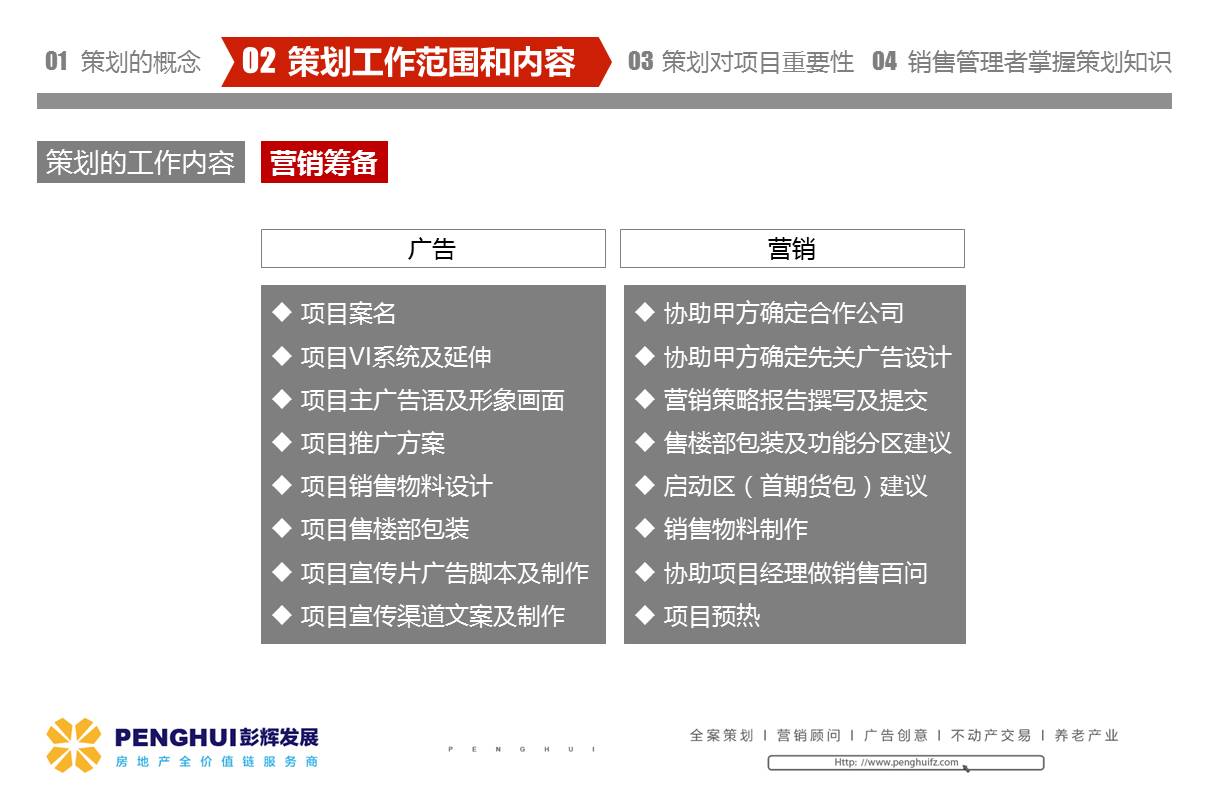 01 策划的概念 02 策划工作范围和内容 03 策划对项目重要性 04 销售管理者掌握策划知识
策划的工作内容 营销筹备
广告
◆ 项目案名
◆ 项目VI系统及延伸
◆ 项目主广告语及形象画面
◆ 项目推广方案
◆ 项目销售物料设计
◆ 项目售楼部包装
◆ 项目宣传片广告脚本及制作
◆ 项目宣传渠道文案及制作
营销
◆ 协助甲方确定合作公司
◆ 协助甲方确定先关广告设计
◆ 营销策略报告撰写及提交
◆ 售楼部包装及功能分区建议
◆ 启动区（首期货包）建议
◆ 销售物料制作
◆ 协助项目经理做销售百问
◆ 项目预热
PENGHUI彭辉发展
房地产全价值链服务商
PENGHUI
全案策划 I 营销顾问 I 广告创意 I 不动产交易 I 养老产业
Http: //www.penghuifz.com